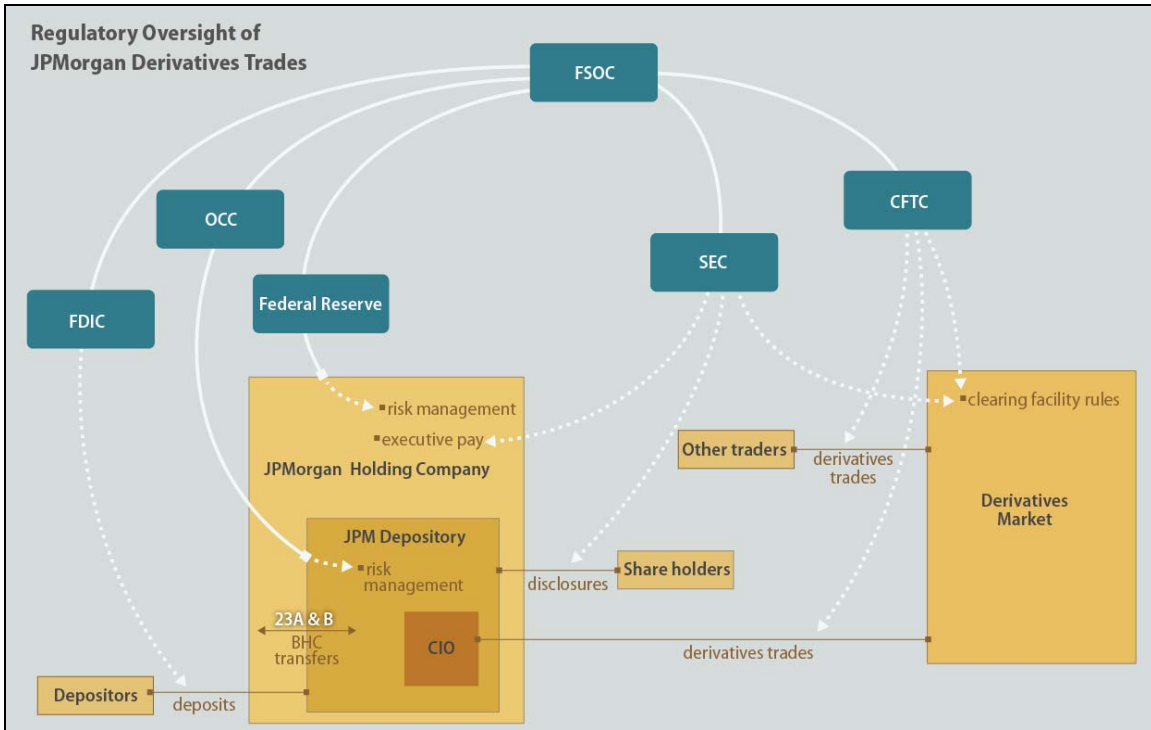 Regulatory Oversight of
JPMorgan Derivatives Trades
FSOC
OCC
CFTC
SEC
Federal Reserve
FDIC
risk management
executive pay
JPMorgan Holding Company
clearing facility rules
Other traders
derivatives
trades
Derivatives
Market
JPM Depository
risk
management
disclosures
Share holders
23A & B
BHC
transfers
CIO
derivatives trades
Depositors
deposits